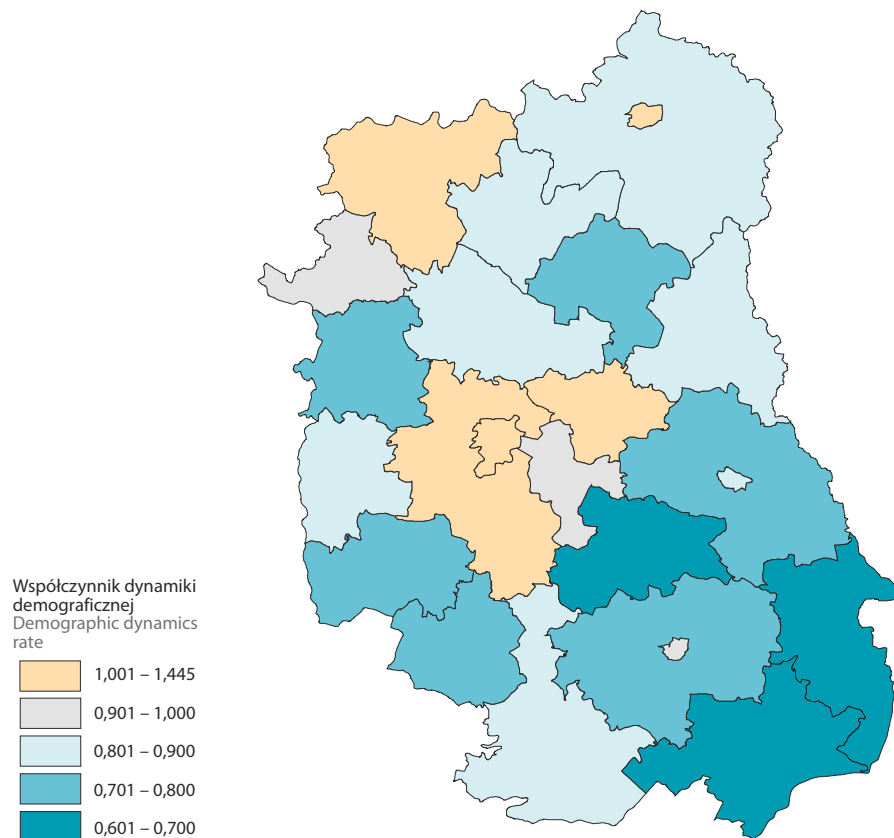 Współczynnik dynamiki
demograficznej
Demographic dynamics
rate
1,001 – 1,445
0,901 – 1,000
0,801 – 0,900
0,701 – 0,800
0,601 – 0,700